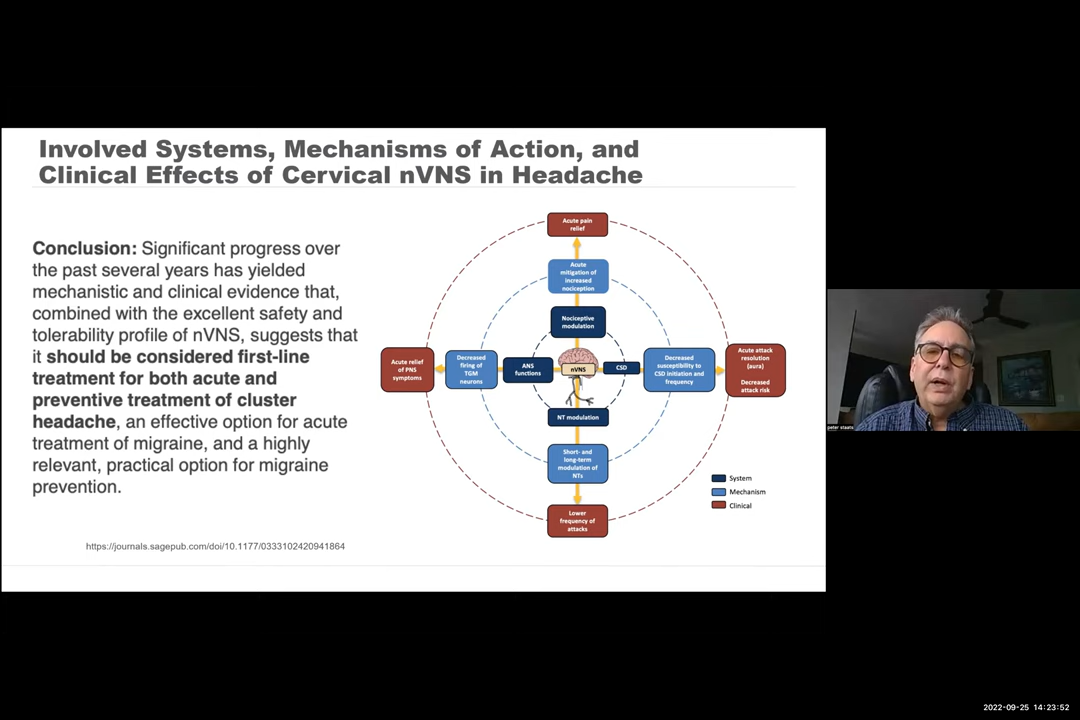 Involved Systems, Mechanisms of Action, and
Clinical Effects of Cervical nVNS in Headache
Conclusion: Significant progress over
the past several years has yielded
mechanistic and clinical evidence that,
combined with the excellent safety and
tolerability profile of nVNS, suggests that
it should be considered first-line
treatment for both acute and
preventive treatment of cluster
headache, an effective option for acute
treatment of migraine, and a highly
relevant, practical option for migraine
prevention.
https://journals.sagepub.com/doi/10.1177/0333102420941864
Acute pain
relief
Acute
mitigation of
increased
nociception
Nociceptive
modulation
Acute relief
of PNS
symptoms
Decreased
firing of
TGM
neurons
ANS
functions
nVNS
CSD
Decreased
susceptibility to
CSD initiation and
frequency
Acute attack
resolution
(aura)
Decreased
attack risk
NT modulation
Short- and
long-term
modulation of
NTs
Lower
frequency of
attacks
System
Mechanism
Clinical
peter staats
2022-09-25 14:23:52